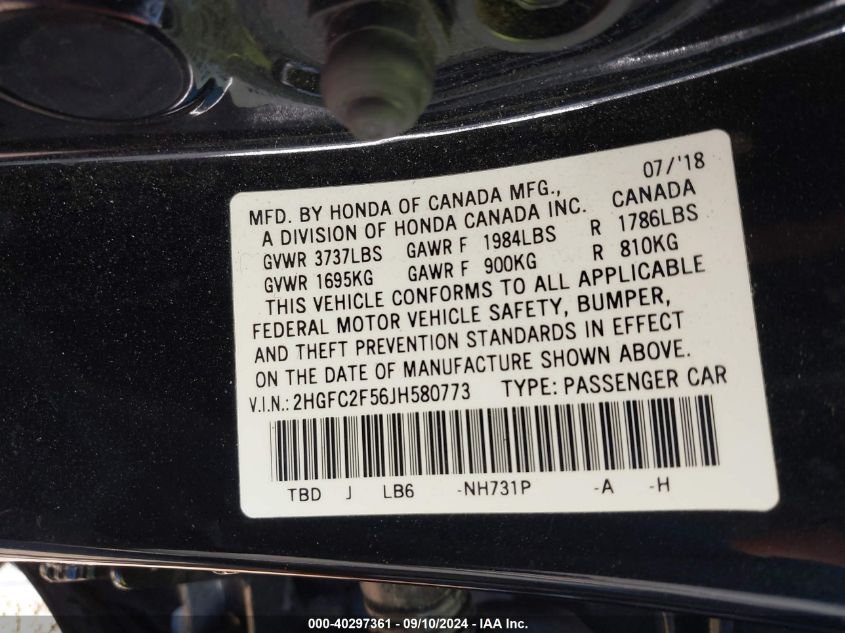 07/'18
MFD. BY HONDA OF CANADA MFG., CANADA
A DIVISION OF HONDA CANADA INC.
GVWR 3737LBS GAWR F 1984LBS R 1786LBS
GVWR 1695KG GAWR F 900KG R 810KG
THIS VEHICLE CONFORMS TO ALL APPLICABLE
FEDERAL MOTOR VEHICLE SAFETY, BUMPER,
AND THEFT PREVENTION STANDARDS IN EFFECT
ON THE DATE OF MANUFACTURE SHOWN ABOVE.
V.I.N.: 2HGFC2F56JH580773 TYPE: PASSENGER CAR
TBD J LB6 -NH731P -A -H
000-40297361 - 09/10/2024 - IAA Inc.